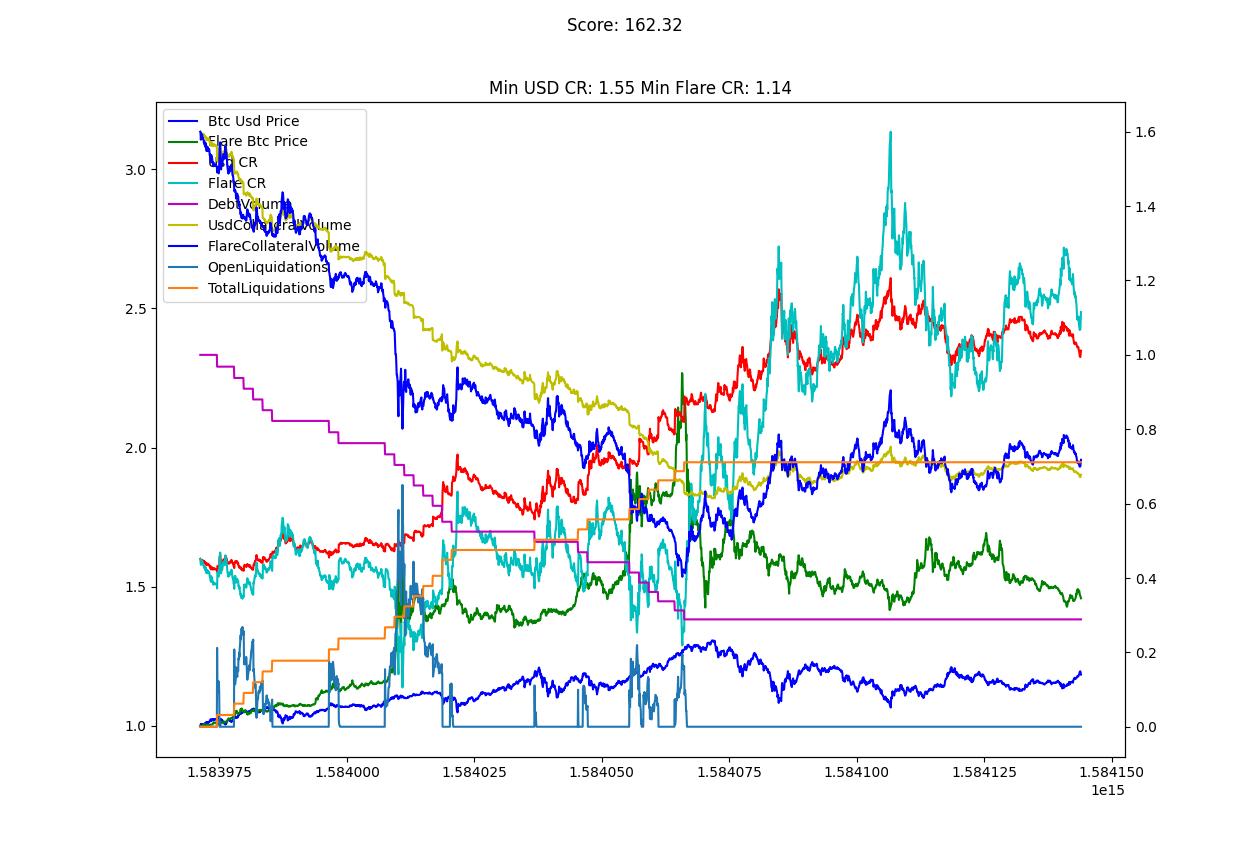 Score: 162.32
Min USD CR: 1.55 Min Flare CR: 1.14
Btc Usd Price
Flare Btc Price
Usd CR
Flare CR
DebtVolume
UsdCollateralVolume
FlareCollateralVolume
OpenLiquidations
TotalLiquidations
3.0
2.5
2.0
1.5
1.0
1.6
1.4
1.2
1.0
0.8
0.6
0.4
0.2
0.0
1.583975
1.584000
1.584025
1.584050
1.584075
1.584100
1.584125
1.584150
1e15